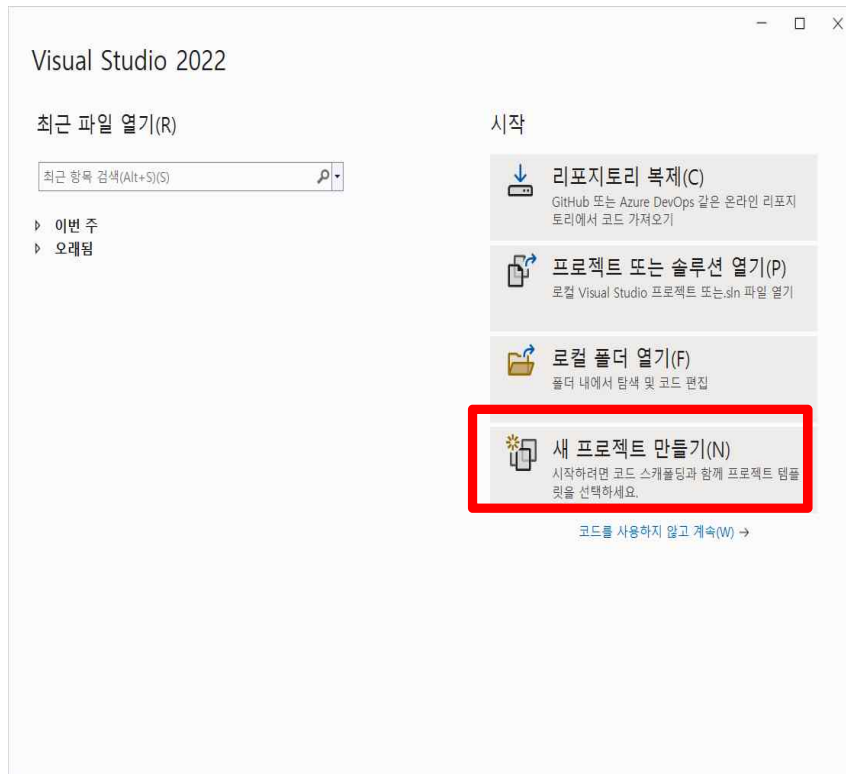 Visual Studio 2022
최근 파일 열기(R)
최근 항목 검색(Alt+S)(S)
이번 주
오래됨
시작
리포지토리 복제(C)
GitHub 또는 Azure DevOps 같은 온라인 리포지
토리에서 코드 가져오기
프로젝트 또는 솔루션 열기(P)
로컬 Visual Studio 프로젝트 또는.sln 파일 열기
로컬 폴더 열기(F)
폴더 내에서 탐색 및 코드 편집
새 프로젝트 만들기(N)
시작하려면 코드 스캐폴딩과 함께 프로젝트 템플
릿을 선택하세요.
코드를 사용하지 않고 계속(W) →